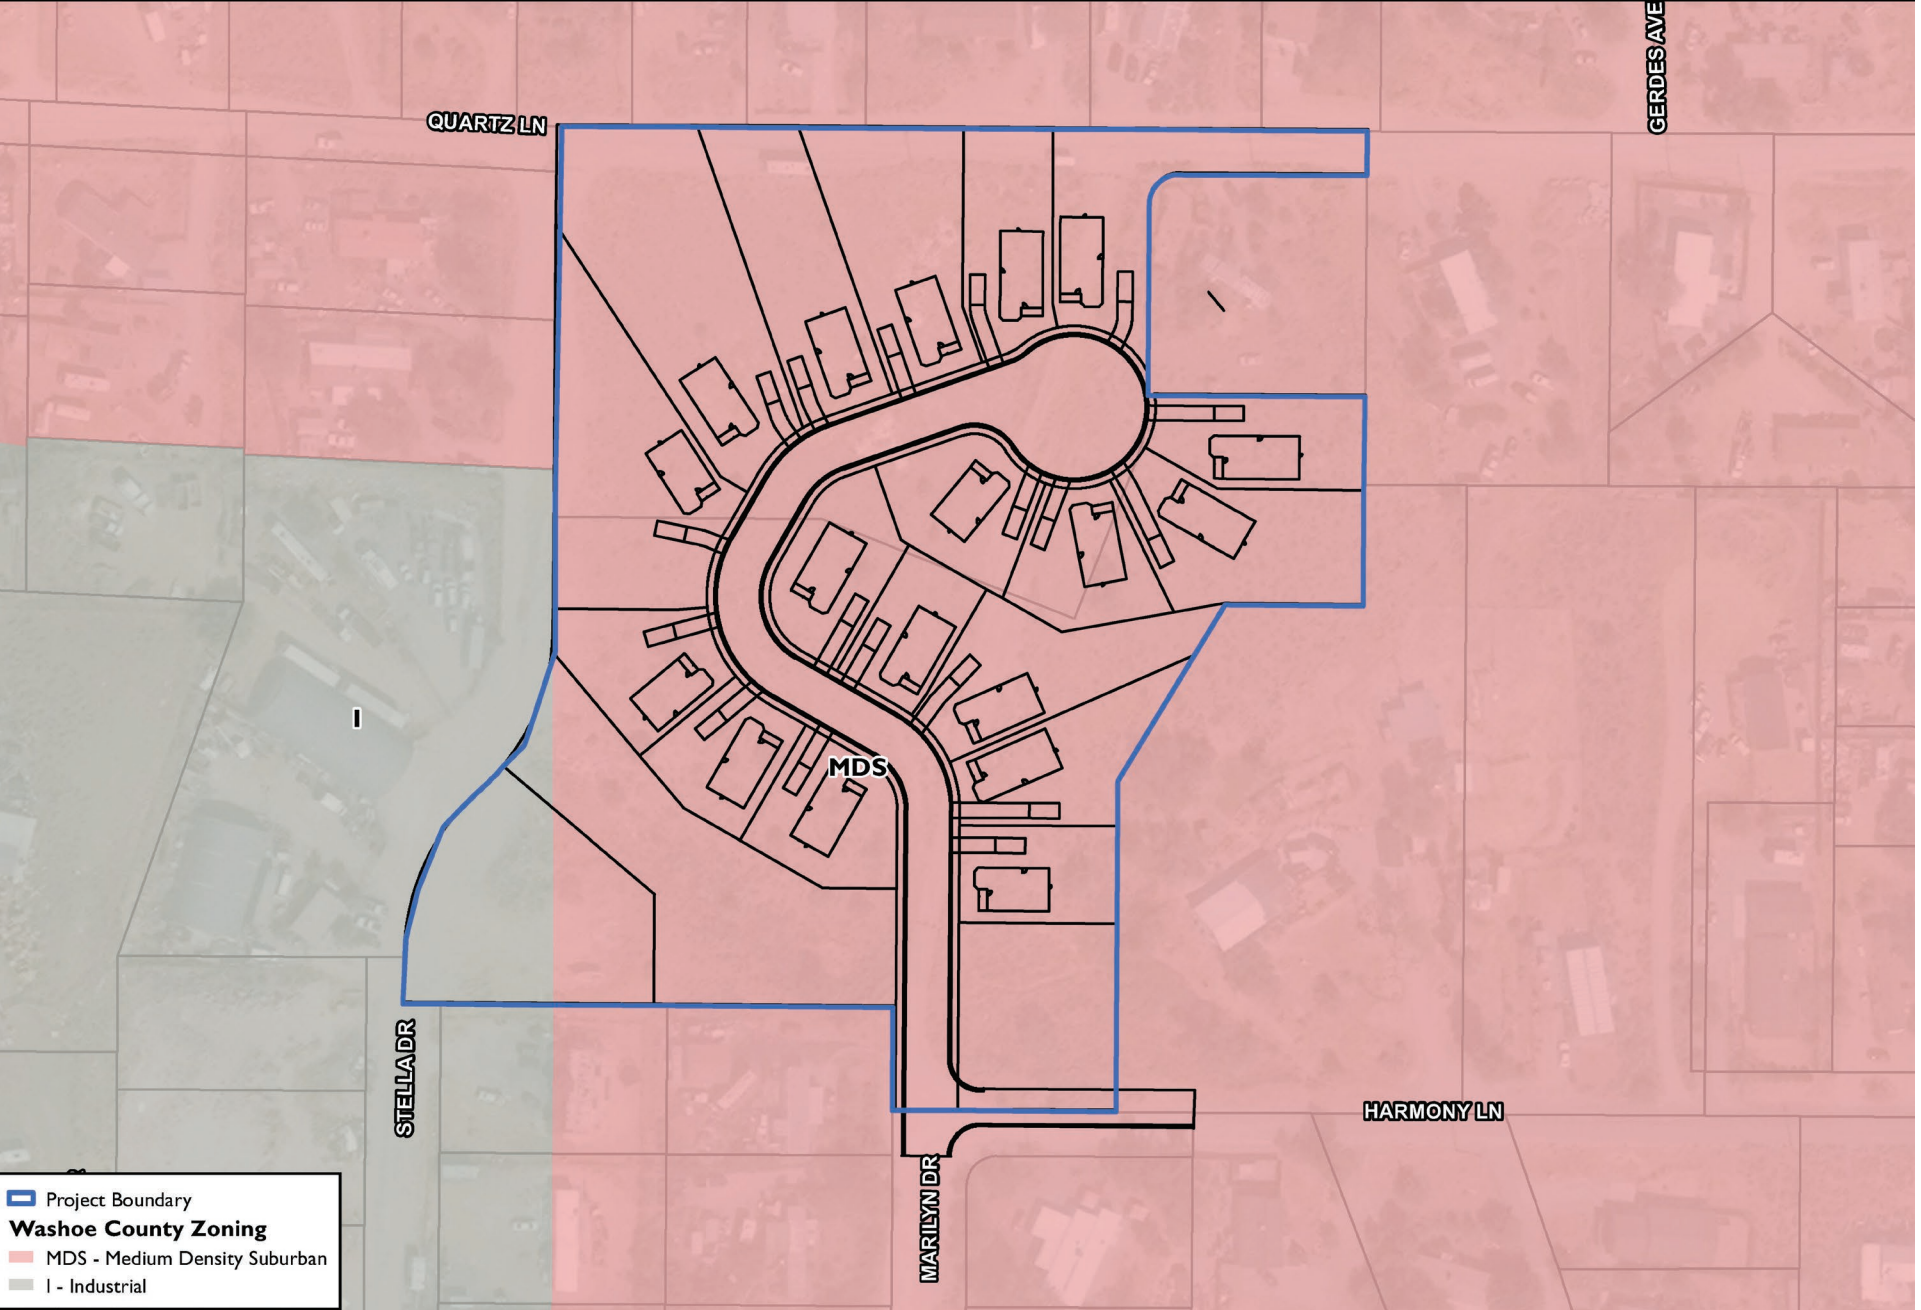 GERDES AVE
QUARTZ LN
I
MDS
STELLA DR
HARMONY LN
MARILYN DR
Project Boundary
Washoe County Zoning
MDS - Medium Density Suburban
I - Industrial